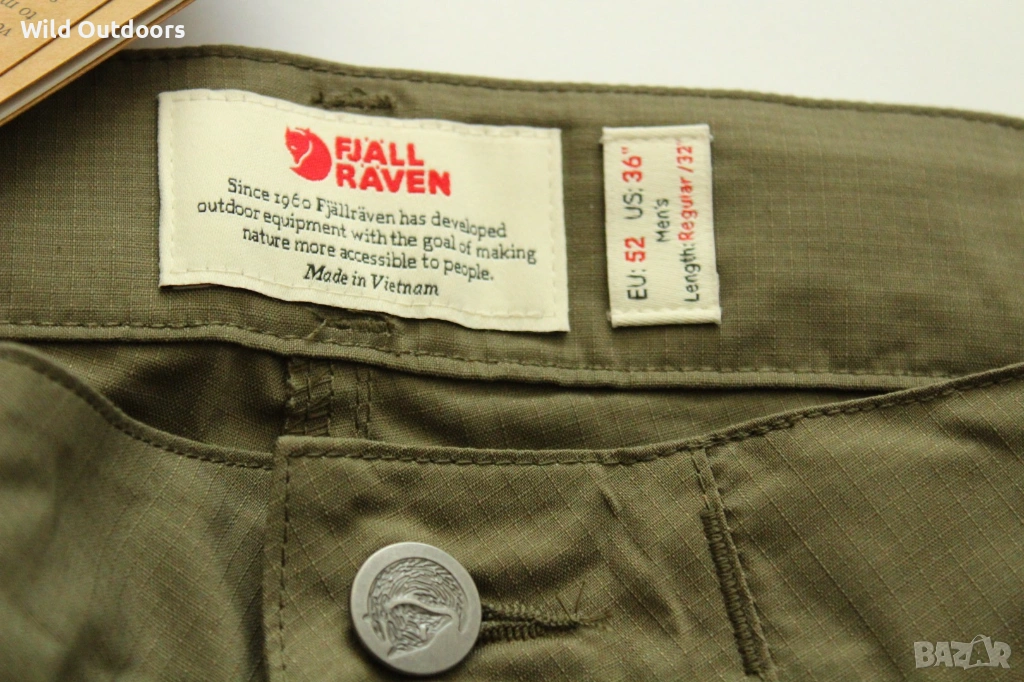 Wild Outdoors
to m
FJÄLL
RÄVEN
Since 1960 Fjällräven has developed
outdoor equipment with the goal of making
nature more accessible to people.
Made in Vietnam
EU: 52 US: 36"
Men's
Length: Regular /32"
BAZAR